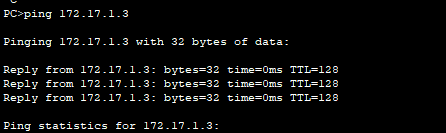 PC>ping 172.17.1.3
Pinging 172.17.1.3 with 32 bytes of data:
Reply from 172.17.1.3: bytes=32 time=0ms TTL=128
Reply from 172.17.1.3: bytes=32 time=0ms TTL=128
Reply from 172.17.1.3: bytes=32 time=0ms TTL=128
Ping statistics for 172.17.1.3: